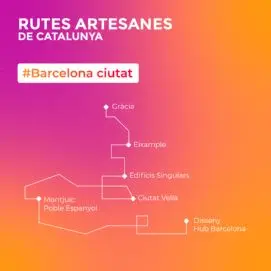 RUTES ARTESANES
DE CATALUNYA
#Barcelona ciutat
Gràcia
Eixample
Edificis Singulars
Ciutat Vella
Montjuïc:
Poble Espanyol
Disseny
Hub Barcelona